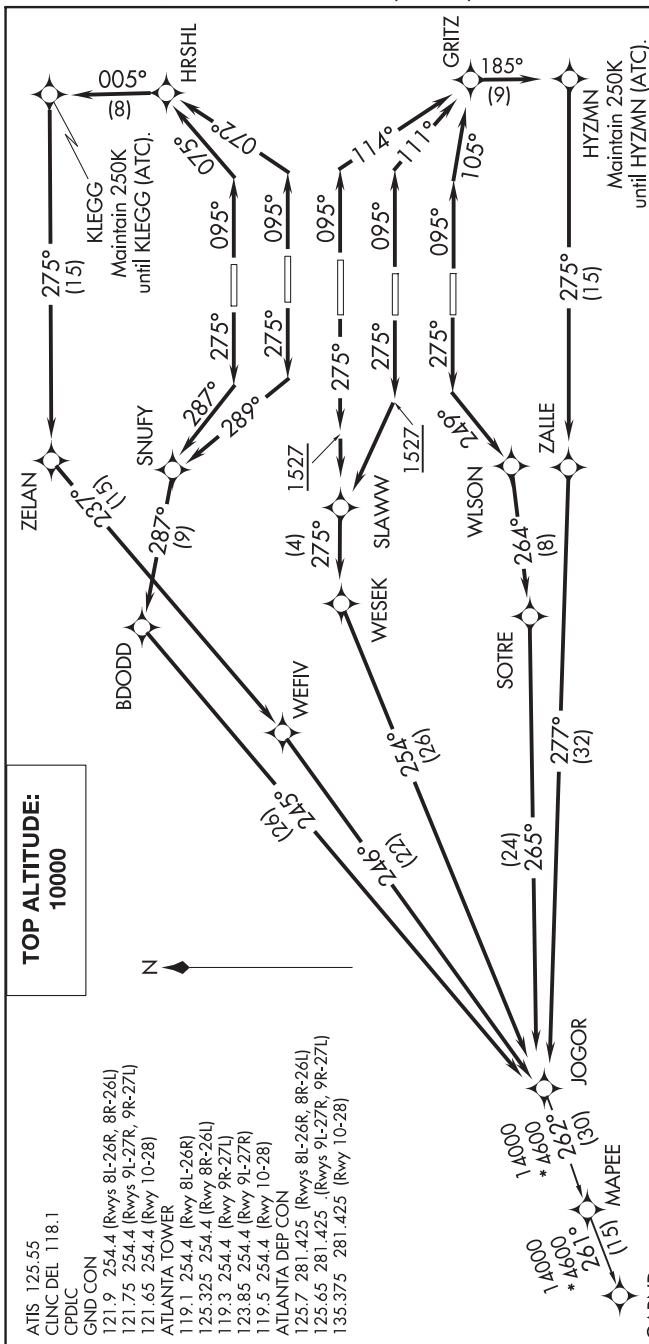 TOP ALTITUDE:
10000
ATIS 125.55
CLNC DEL 118.1
CPDLC
GND CON
121.9 254.4 (Rwys 8L-26R, 8R-26L)
121.75 254.4 (Rwys 9L-27R, 9R-27L)
121.65 254.4 (Rwy 10-28)
ATLANTA TOWER
119.1 254.4 (Rwy 8L-26R)
125.325 254.4 (Rwy 8R-26L)
119.3 254.4 (Rwy 9R-27L)
123.85 254.4 (Rwy 9L-27R)
119.5 254.4 (Rwy 10-28)
ATLANTA DEP CON
125.7 281.425 (Rwys 8L-26R, 8R-26L)
125.65 281.425 .(Rwys 9L-27R, 9R-27L)
135.375 281.425 (Rwy 10-28)
N
ZELAN
275°
(15)
KLEGG
Maintain 250K
until KLEGG (ATC).
005°
(8)
HRSHL
075°
072°
095°
095°
275°
275°
287°
289°
SNUFY
287°
(9)
BDODD
237°
(15)
WEFIV
245°
(26)
246°
(22)
GRITZ
114°
111°
105°
095°
095°
095°
275°
275°
275°
1527
1527
SLAWW
(4)
275°
WESEK
254°
(26)
249°
WLSON
264°
(8)
SOTRE
(24)
265°
185°
(9)
HYZMN
Maintain 250K
until HYZMN (ATC).
275°
(15)
ZALLE
277°
(32)
JOGOR
14000
*4600
262°
(30)
MAPEE
14000
*4600
261°
(15)